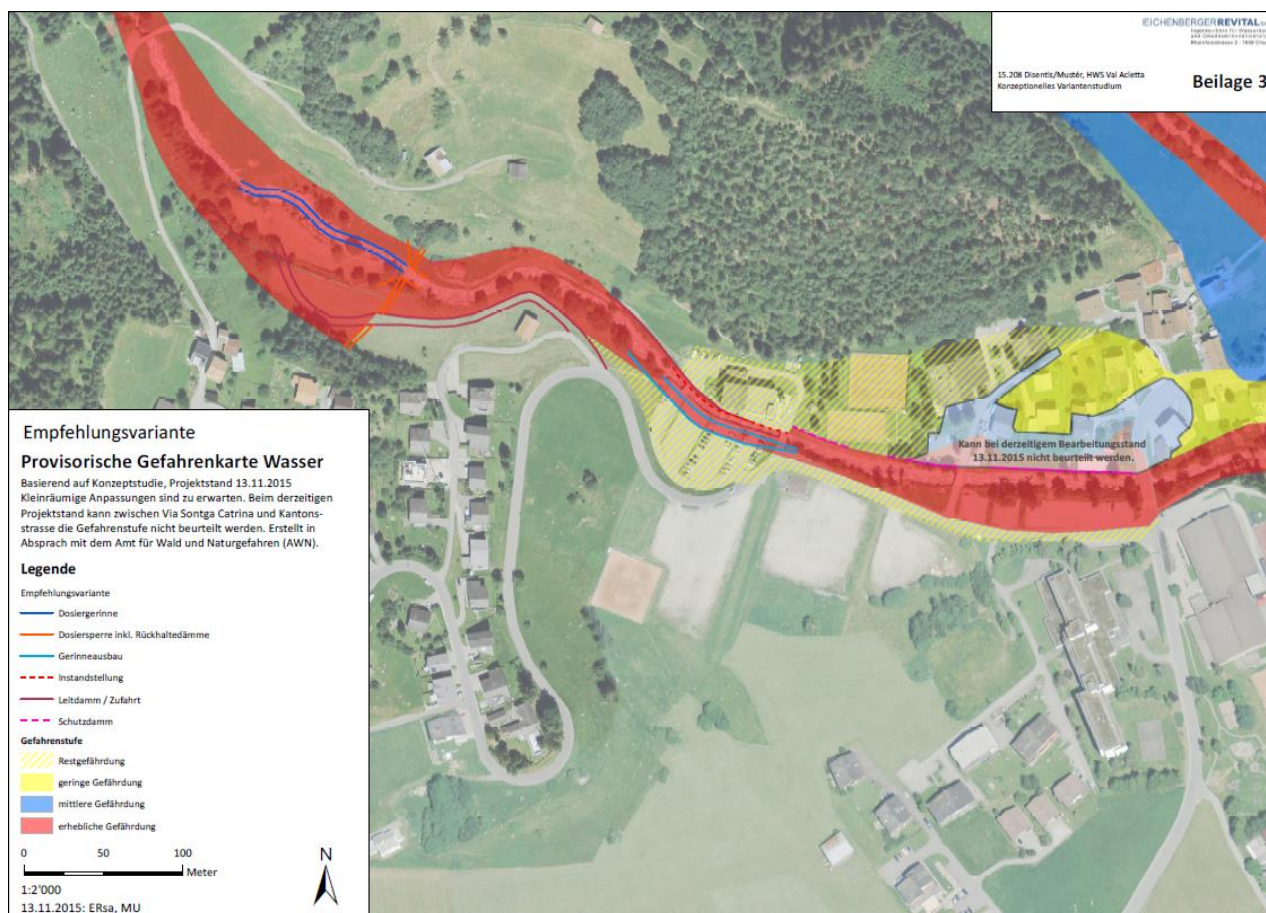 EICHENBERGERREVITAL
15.208 Disentis/Mustér, HWS Val Acletta
Konzeptionelles Variantenstudium
Beilage 3
Kann bei derzeitigem Bearbeitungsstand
13.11.2015 nicht beurteilt werden.
Empfehlungsvariante
Provisorische Gefahrenkarte Wasser
Basierend auf Konzeptstudie, Projektstand 13.11.2015
Kleinräumige Anpassungen sind zu erwarten. Beim derzeitigen
Projektstand kann zwischen Via Sontga Catrina und Kantons-
strasse die Gefahrenstufe nicht beurteilt werden. Erstellt in
Absprach mit dem Amt für Wald und Naturgefahren (AWN).
Legende
Empfehlungsvariante
Dosiergerinne
Dosiersperre inkl. Rückhaltedämme
Gerinneausbau
Instandstellung
Leitdamm / Zufahrt
Schutzdamm
Gefahrenstufe
Restgefährdung
geringe Gefährdung
mittlere Gefährdung
erhebliche Gefährdung
0 50 100
Meter
N
1:2'000
13.11.2015: ERsa, MU